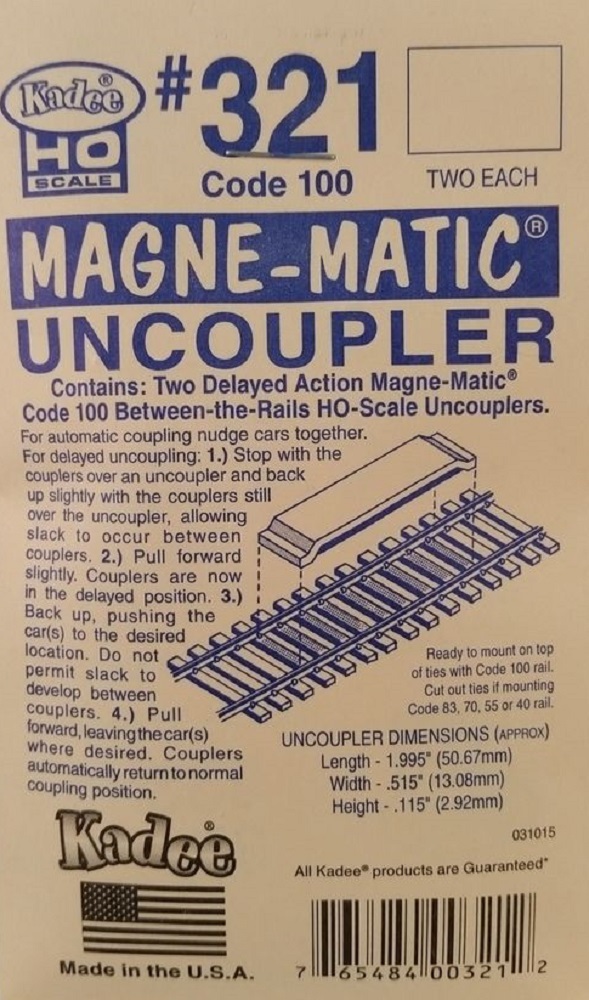 Kadee®
HO
SCALE
#321
Code 100
TWO EACH
MAGNE-MATIC®
UNCOUPLER
Contains: Two Delayed Action Magne-Matic®
Code 100 Between-the-Rails HO-Scale Uncouplers.
For automatic coupling nudge cars together.
For delayed uncoupling: 1.) Stop with the
couplers over an uncoupler and back
up slightly with the couplers still
over the uncoupler, allowing
slack to occur between
couplers. 2.) Pull forward
slightly. Couplers are now
in the delayed position. 3.)
Back up, pushing the
car(s) to the desired
location. Do not
permit slack to
develop between
couplers. 4.) Pull
forward, leaving the car(s)
where desired. Couplers
automatically return to normal
coupling position.
Ready to mount on top
of ties with Code 100 rail.
Cut out ties if mounting
Code 83, 70, 55 or 40 rail.
UNCOUPLER DIMENSIONS (APPROX)
Length - 1.995" (50.67mm)
Width - .515" (13.08mm)
Height - .115" (2.92mm)
031015
Kadee®
All Kadee® products are Guaranteed"
Made in the U.S.A.
7 65484 00321 2